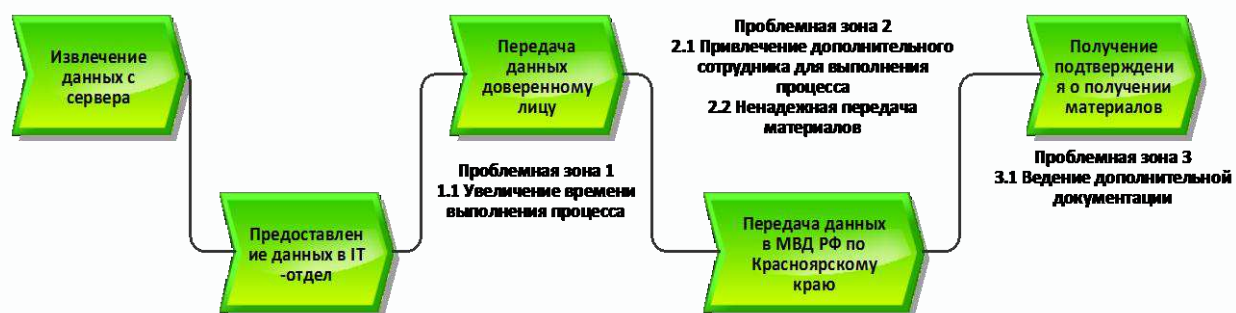 Извлечение
данных с
сервера
Предоставлен
ие данных в IT
-отдел
Передача
данных
доверенному
лицу
Проблемная зона 1
1.1 Увеличение времени
выполнения процесса
Проблемная зона 2
2.1 Привлечение дополнительного
сотрудника для выполнения
процесса
2.2 Ненадежная передача
материалов
Передача данных
в МВД РФ по
Красноярскому
краю
Получение
подтверждени
я о получении
материалов
Проблемная зона 3
3.1 Ведение дополнительной
документации